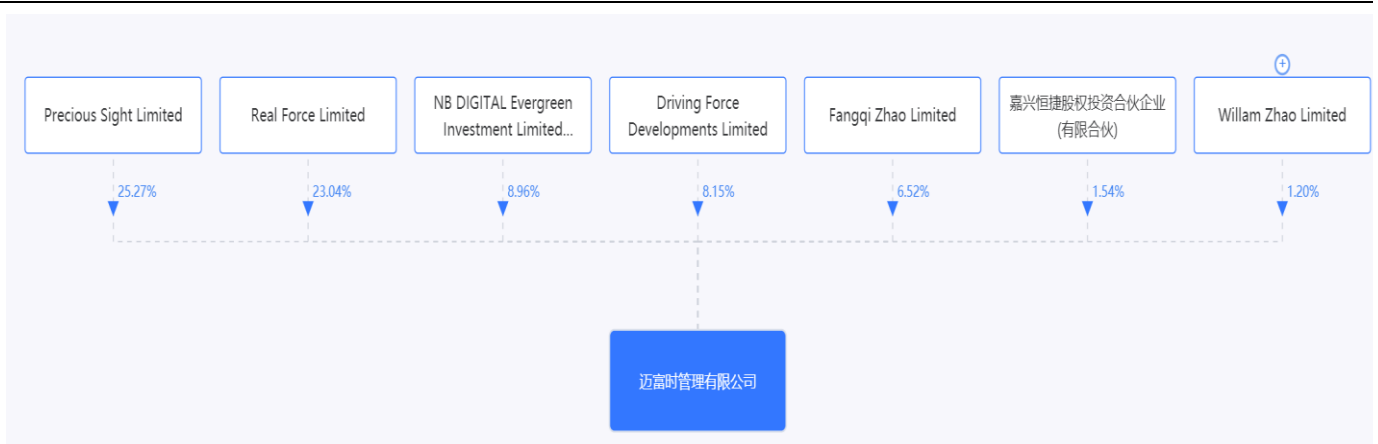 Precious Sight Limited
Real Force Limited
NB DIGITAL Evergreen
Investment Limited...
Driving Force
Developments Limited
Fangqi Zhao Limited
嘉兴恒捷股权投资合伙企业
(有限合伙)
Willam Zhao Limited
25.27%
23.04%
8.96%
8.15%
6.52%
1.54%
1.20%
迈富时管理有限公司